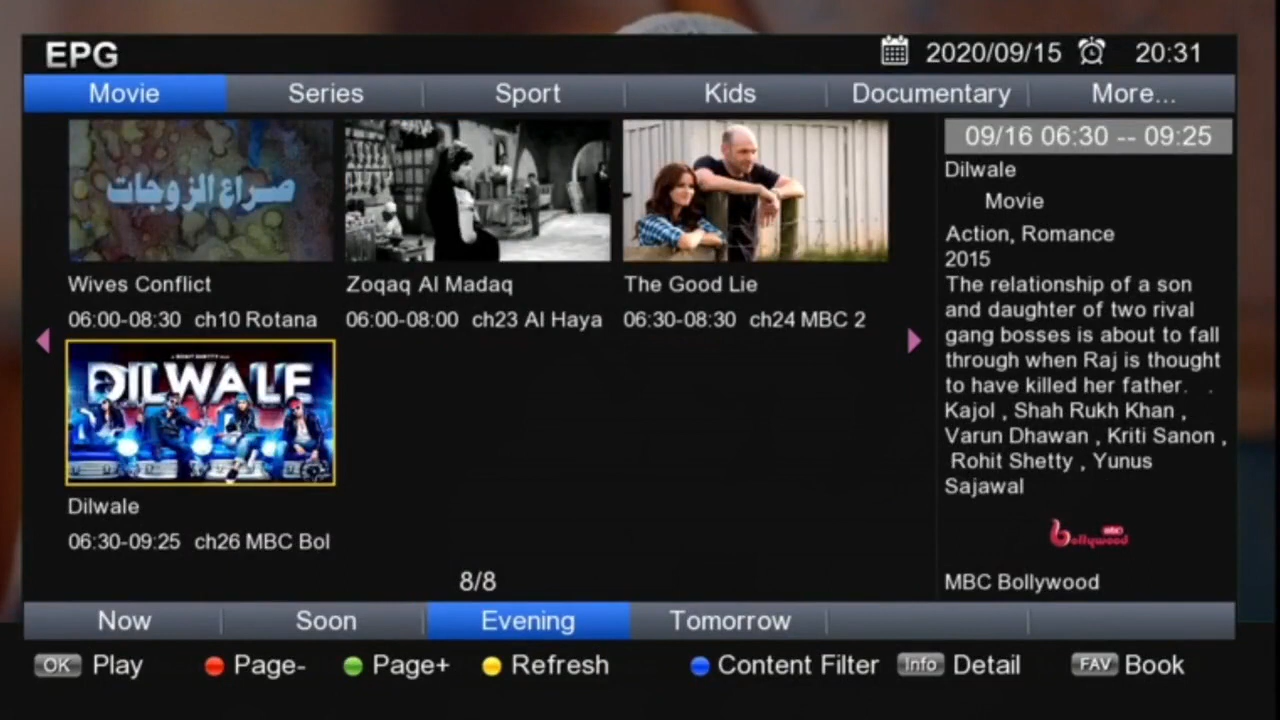 EPG
2020/09/15
20:31
Movie
Series
Sport
Kids
Documentary
More...
صراع الزوجات
Wives Conflict
06:00-08:30 ch10 Rotana
Zoqaq Al Madaq
06:00-08:00 ch23 Al Haya
The Good Lie
06:30-08:30 ch24 MBC 2
DILWALE
Dilwale
06:30-09:25 ch26 MBC Bol
8/8
09/16 06:30 -- 09:25
Dilwale
Movie
Action, Romance
2015
The relationship of a son
and daughter of two rival
gang bosses is about to fall
through when Raj is thought
to have killed her father. .
Kajol , Shah Rukh Khan ,
Varun Dhawan , Kriti Sanon ,
Rohit Shetty , Yunus
Sajawal
mbc
bollywood
MBC Bollywood
Now
Soon
Evening
Tomorrow
OK Play
Page-
Page+
Refresh
Content Filter
Info Detail
FAV Book